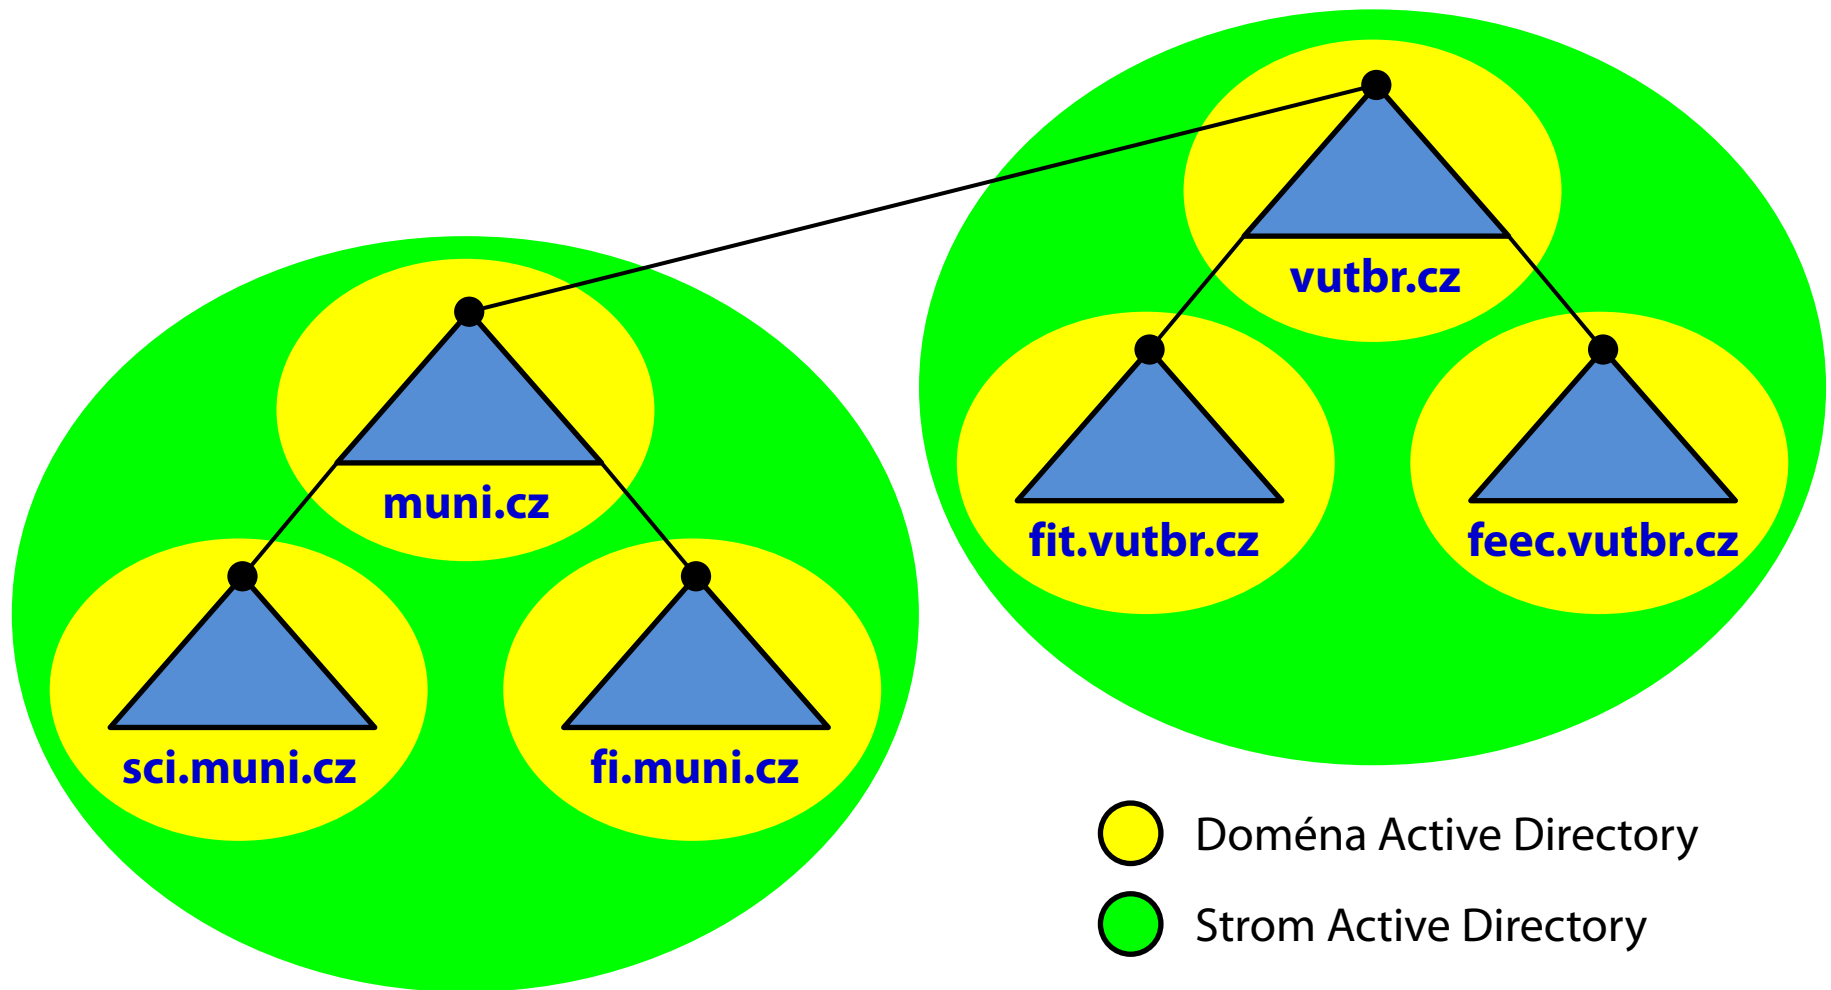 vutbr.cz
muni.cz
fit.vutbr.cz
feec.vutbr.cz
sci.muni.cz
fi.muni.cz
Doména Active Directory
Strom Active Directory